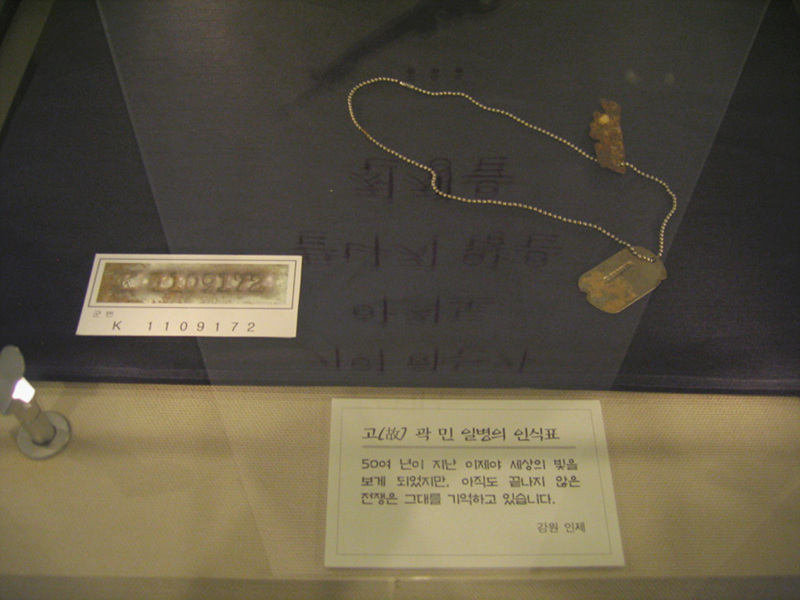 K 1109172
군번
K 1109172
고(故) 곽 민 일병의 인식표
50여 년이 지난 이제야 세상의 빛을
보게 되었지만, 아직도 끝나지 않은
전쟁은 그대를 기억하고 있습니다.
강원 인제